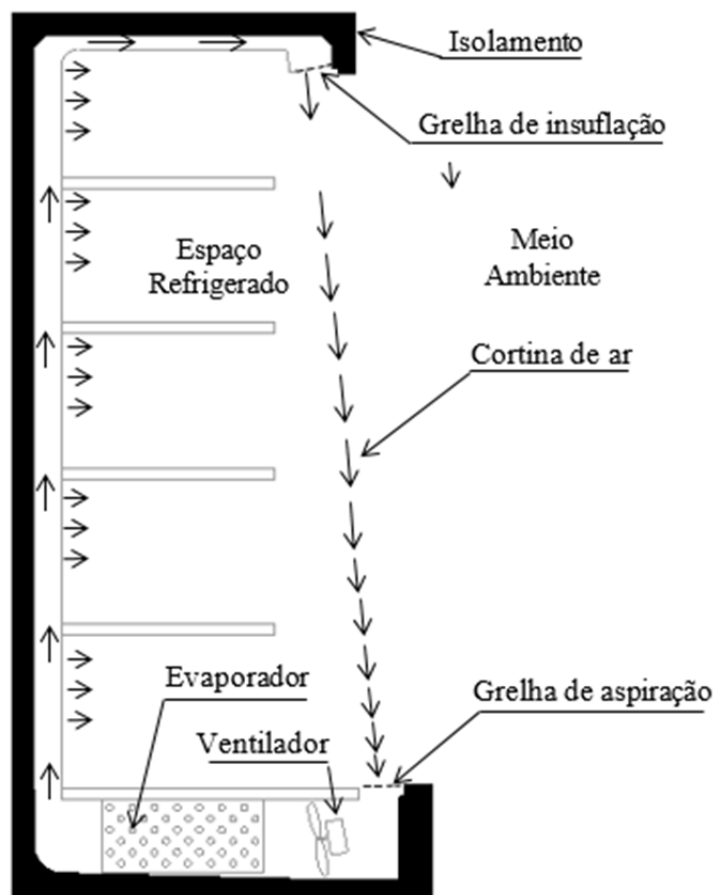 Isolamento
Grelha de insuflação
Espaço
Refrigerado
Meio
Ambiente
Cortina de ar
Evaporador
Grelha de aspiração
Ventilador